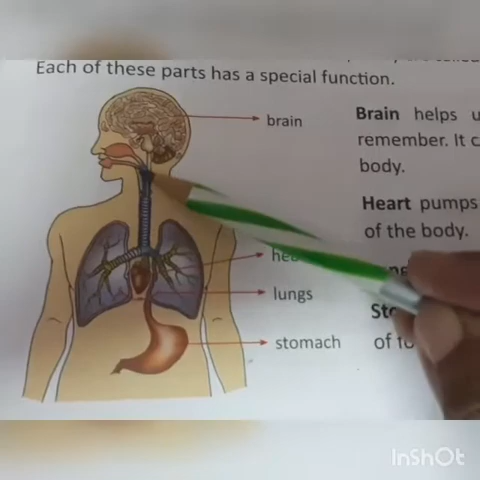 Each of these parts has a special function.
brain
Brain helps
remember. It
body.
Heart pumps
of the body.
lungs
stomach
of
InShOt